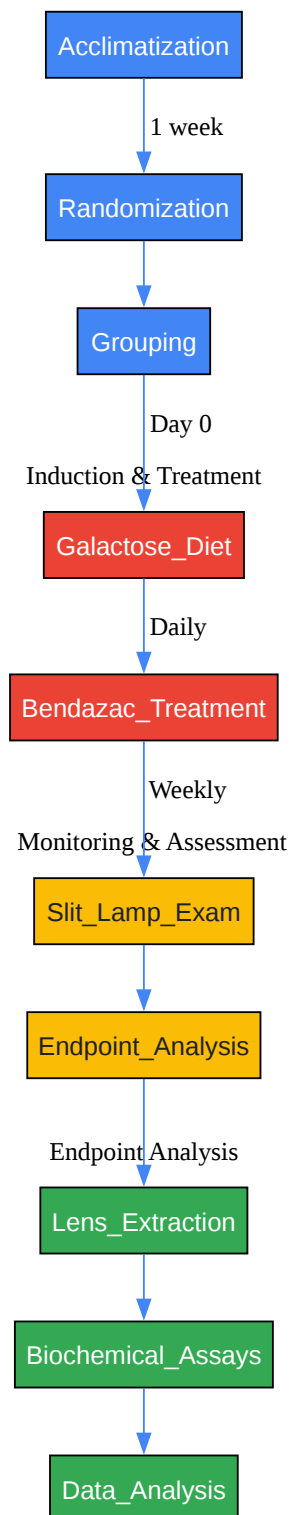 Acclimatization
1 week
Randomization
Grouping
Day 0
Induction & Treatment
Galactose_Diet
Daily
Bendazac_Treatment
Weekly
Monitoring & Assessment
Slit_Lamp_Exam
Endpoint_Analysis
Endpoint Analysis
Lens_Extraction
Biochemical_Assays
Data_Analysis